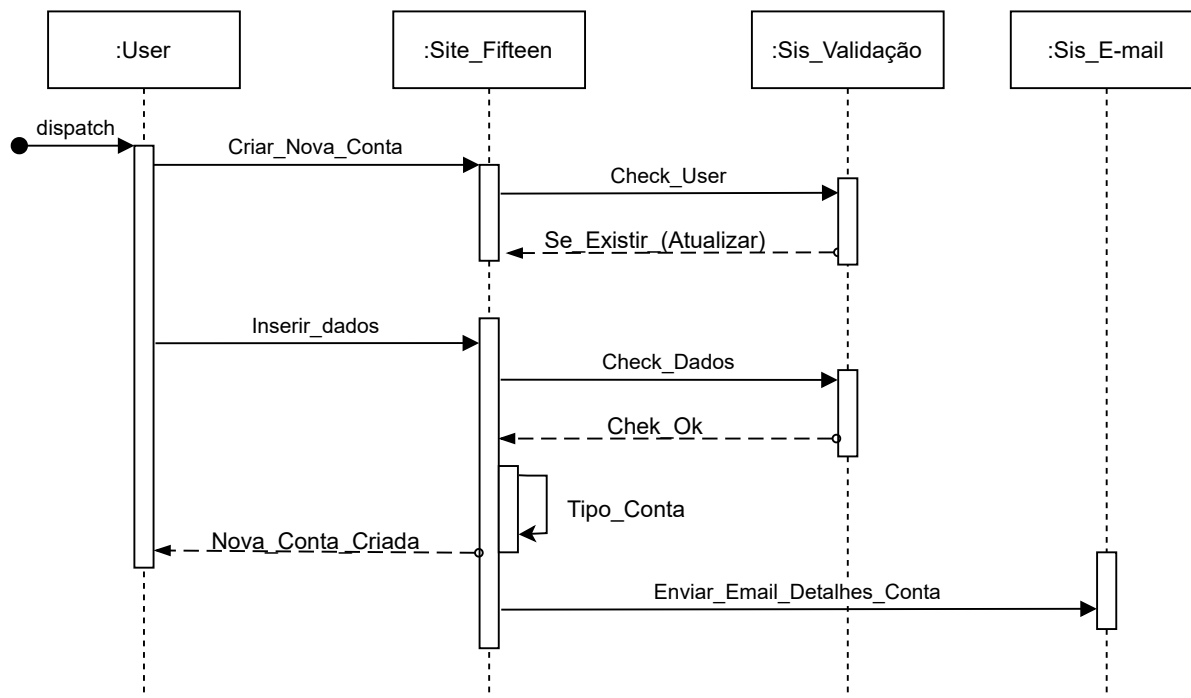 :User
:Site_Fifteen
:Sis_Validação
:Sis_E-mail
dispatch
Criar_Nova_Conta
Check_User
Se_Existir_(Atualizar)
Inserir_dados
Check_Dados
Chek_Ok
Tipo_Conta
Nova_Conta_Criada
Enviar_Email_Detalhes_Conta